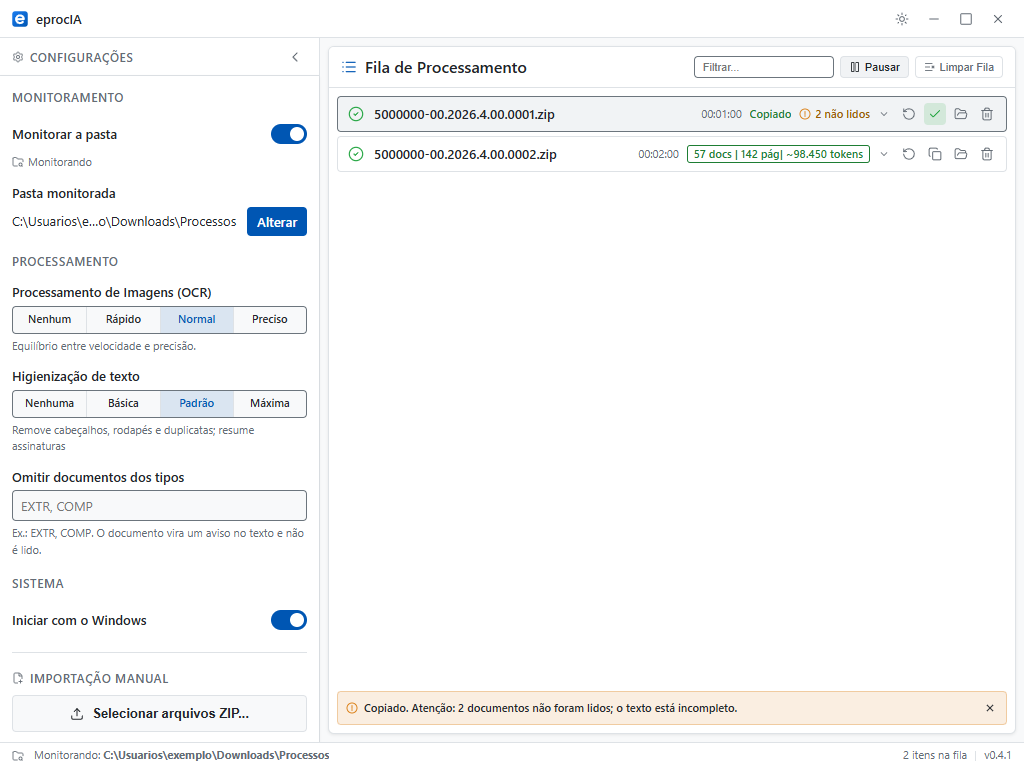 eprocIA
CONFIGURAÇÕES
MONITORAMENTO
Monitorar a pasta
Monitorando
Pasta monitorada
C:\Usuarios\e...o\Downloads\Processos
Alterar
PROCESSAMENTO
Processamento de Imagens (OCR)
Nenhum Rápido Normal Preciso
Equilíbrio entre velocidade e precisão.
Higienização de texto
Nenhuma Básica Padrão Máxima
Remove cabeçalhos, rodapés e duplicatas; resume
assinaturas
Omitir documentos dos tipos
EXTR, COMP
Ex.: EXTR, COMP. O documento vira um aviso no texto e não
é lido.
SISTEMA
Iniciar com o Windows
IMPORTAÇÃO MANUAL
Selecionar arquivos ZIP...
Fila de Processamento
Filtrar...
Pausar
Limpar Fila
5000000-00.2026.4.00.0001.zip 00:01:00 Copiado 2 não lidos
5000000-00.2026.4.00.0002.zip 00:02:00 57 docs | 142 pág| ~98.450 tokens
Copiado. Atenção: 2 documentos não foram lidos; o texto está incompleto.
Monitorando: C:\Usuarios\exemplo\Downloads\Processos
2 itens na fila | v0.4.1